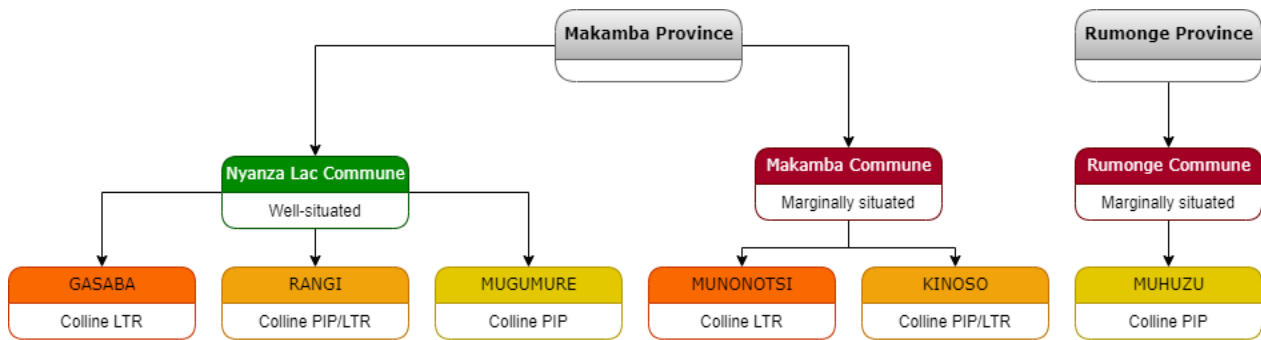 Makamba Province
Rumonge Province
Nyanza Lac Commune
Well-situated
Makamba Commune
Marginally situated
Rumonge Commune
Marginally situated
GASABA
Colline LTR
RANGI
Colline PIP/LTR
MUGUMURE
Colline PIP
MUNONOTSI
Colline LTR
KINOSO
Colline PIP/LTR
MUHUZU
Colline PIP